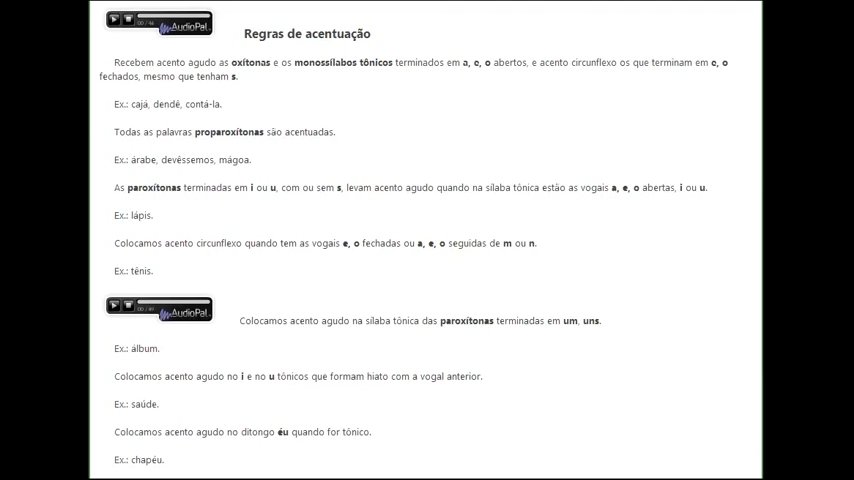 AudioPal
Regras de acentuação
Recebem acento agudo as oxítonas e os monossílabos tônicos terminados em a, e, o abertos, e acento circunflexo os que terminam em e, o
fechados, mesmo que tenham s.
Ex.: cajá, dendê, contá-la.
Todas as palavras proparoxítonas são acentuadas.
Ex.: árabe, devêssemos, mágoa.
As paroxítonas terminadas em i ou u, com ou sem s, levam acento agudo quando na sílaba tônica estão as vogais a, e, o abertas, i ou u.
Ex.: lápis.
Colocamos acento circunflexo quando tem as vogais e, o fechadas ou a, e, o seguidas de m ou n.
Ex.: tênis.
AudioPal
Colocamos acento agudo na sílaba tônica das paroxítonas terminadas em um, uns.
Ex.: álbum.
Colocamos acento agudo no i e no u tônicos que formam hiato com a vogal anterior.
Ex.: saúde.
Colocamos acento agudo no ditongo éu quando for tônico.
Ex.: chapéu.